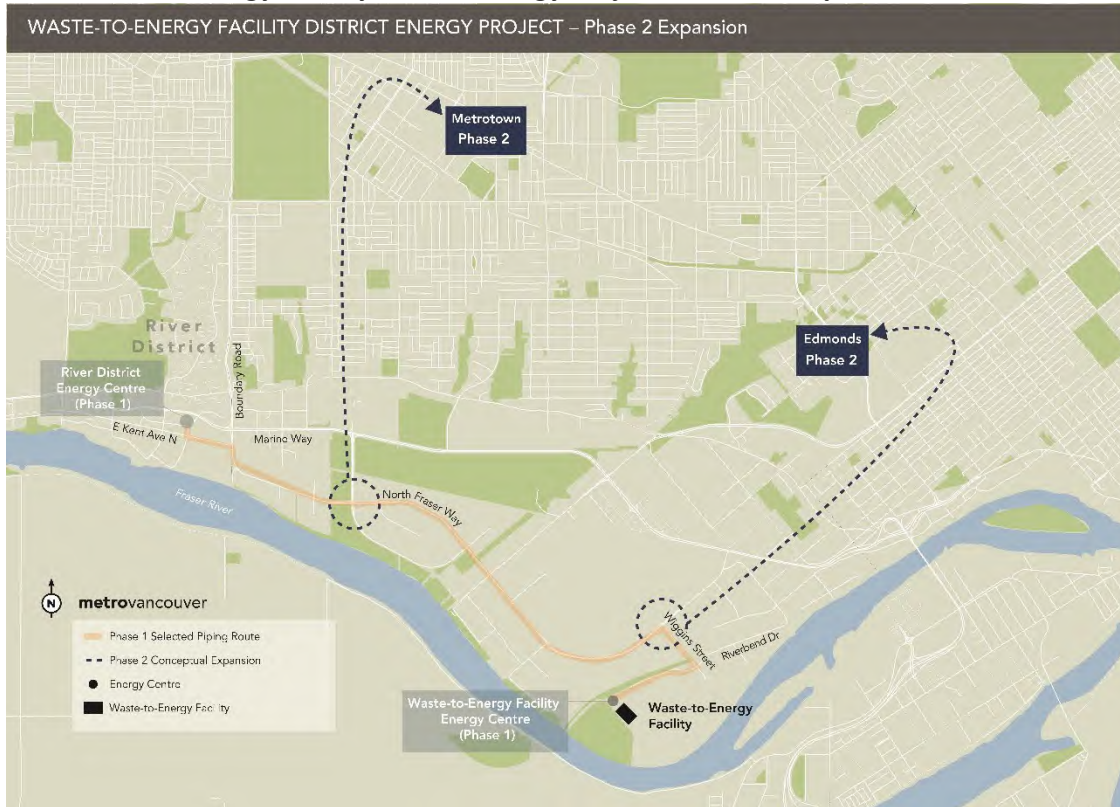 WASTE-TO-ENERGY FACILITY DISTRICT ENERGY PROJECT – Phase 2 Expansion
Metrotown
Phase 2
Edmonds
Phase 2
River
District
River District
Energy Centre
(Phase 1)
Boundary Road
E Kent Ave N
Marine Way
Fraser River
North Fraser Way
Wiggins Street
Riverbend Dr
Waste-to-Energy Facility
Energy Centre
(Phase 1)
Waste-to-Energy
Facility
N
metrovancouver
Phase 1 Selected Piping Route
Phase 2 Conceptual Expansion
Energy Centre
Waste-to-Energy Facility